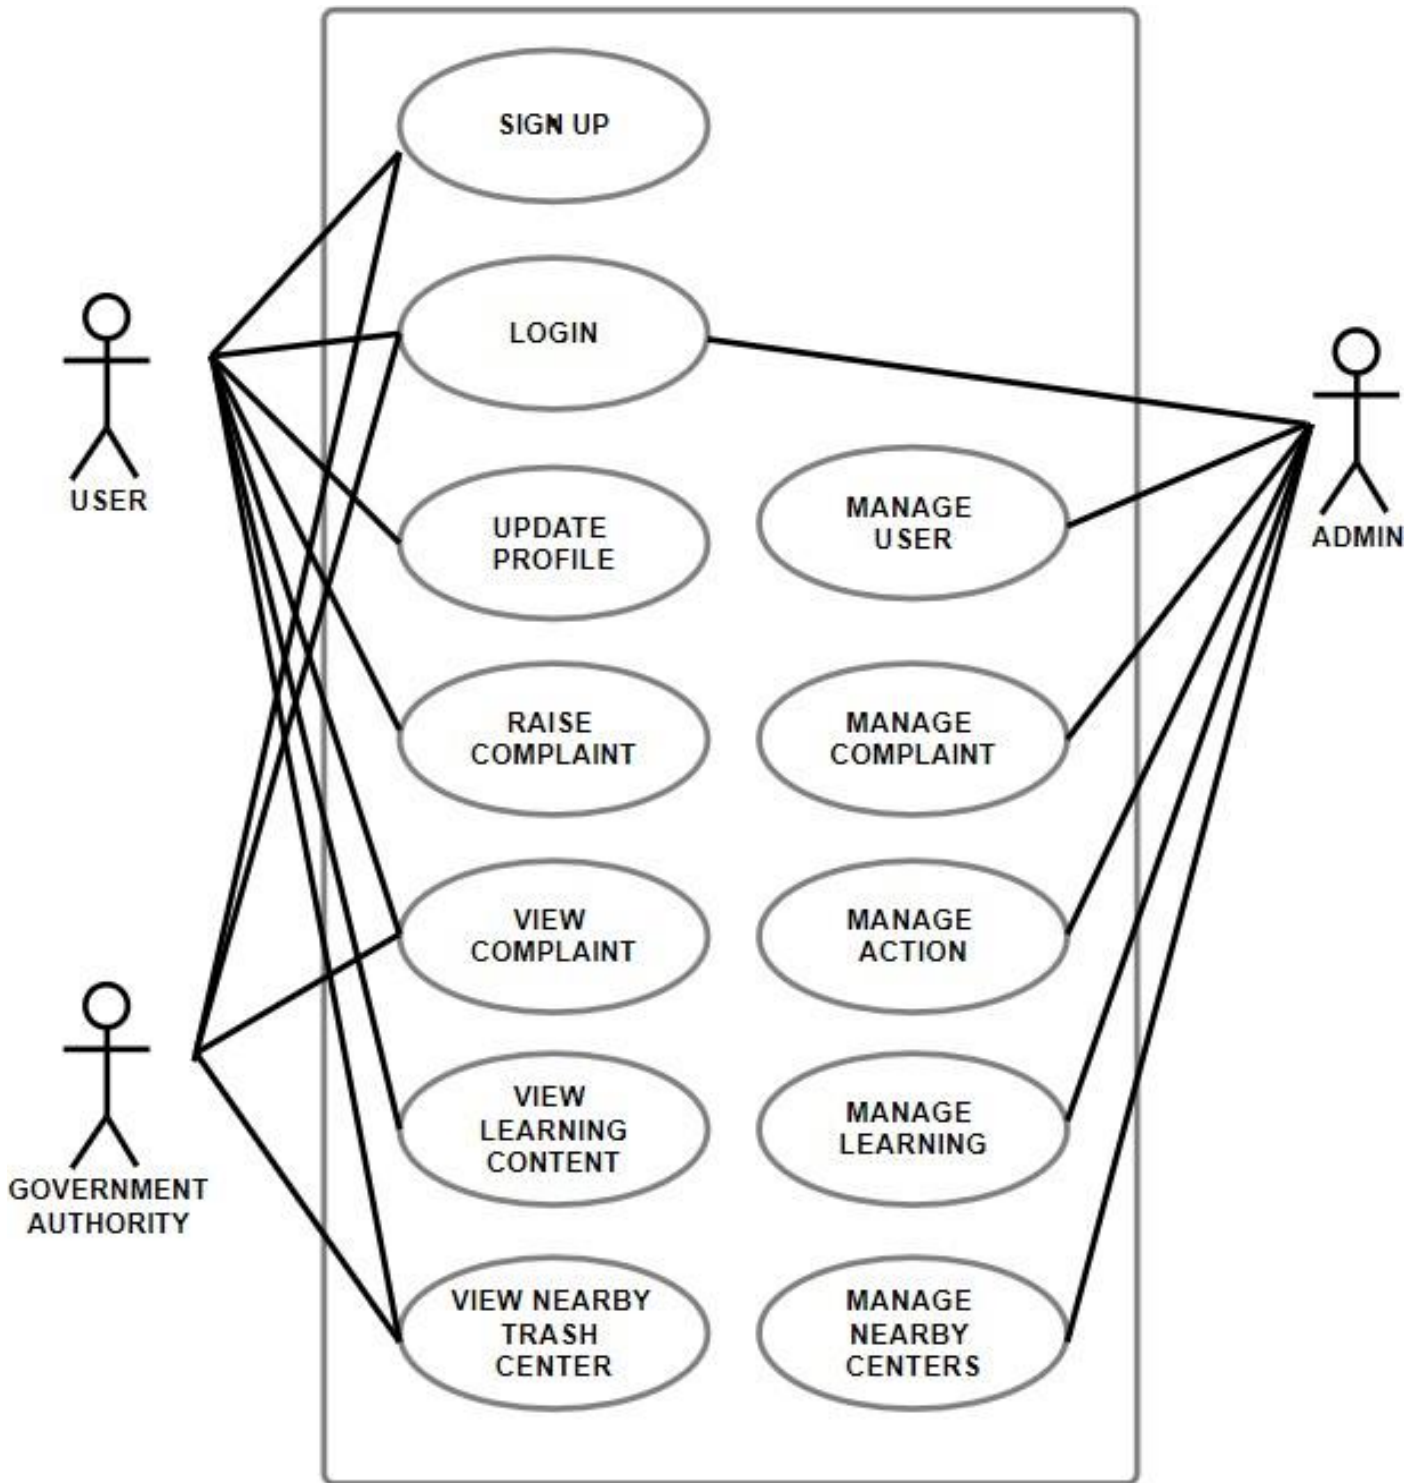 SIGN UP
LOGIN
USER
UPDATE
PROFILE
MANAGE
USER
ADMIN
RAISE
COMPLAINT
MANAGE
COMPLAINT
VIEW
COMPLAINT
MANAGE
ACTION
GOVERNMENT
AUTHORITY
VIEW
LEARNING
CONTENT
MANAGE
LEARNING
VIEW NEARBY
TRASH
CENTER
MANAGE
NEARBY
CENTERS